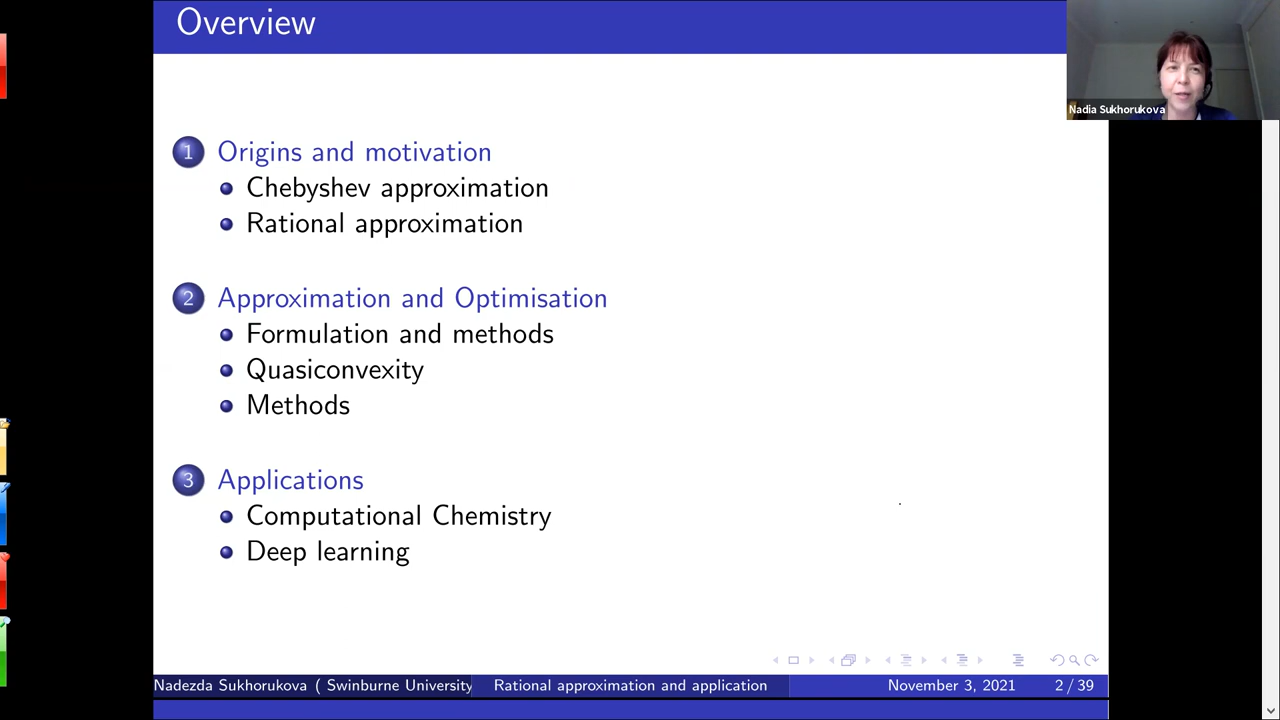 Overview
Nadia Sukhorukova
1 Origins and motivation
Chebyshev approximation
Rational approximation
2 Approximation and Optimisation
Formulation and methods
Quasiconvexity
Methods
3 Applications
Computational Chemistry
Deep learning
Nadezda Sukhorukova ( Swinburne University Rational approximation and application November 3, 2021 2 / 39